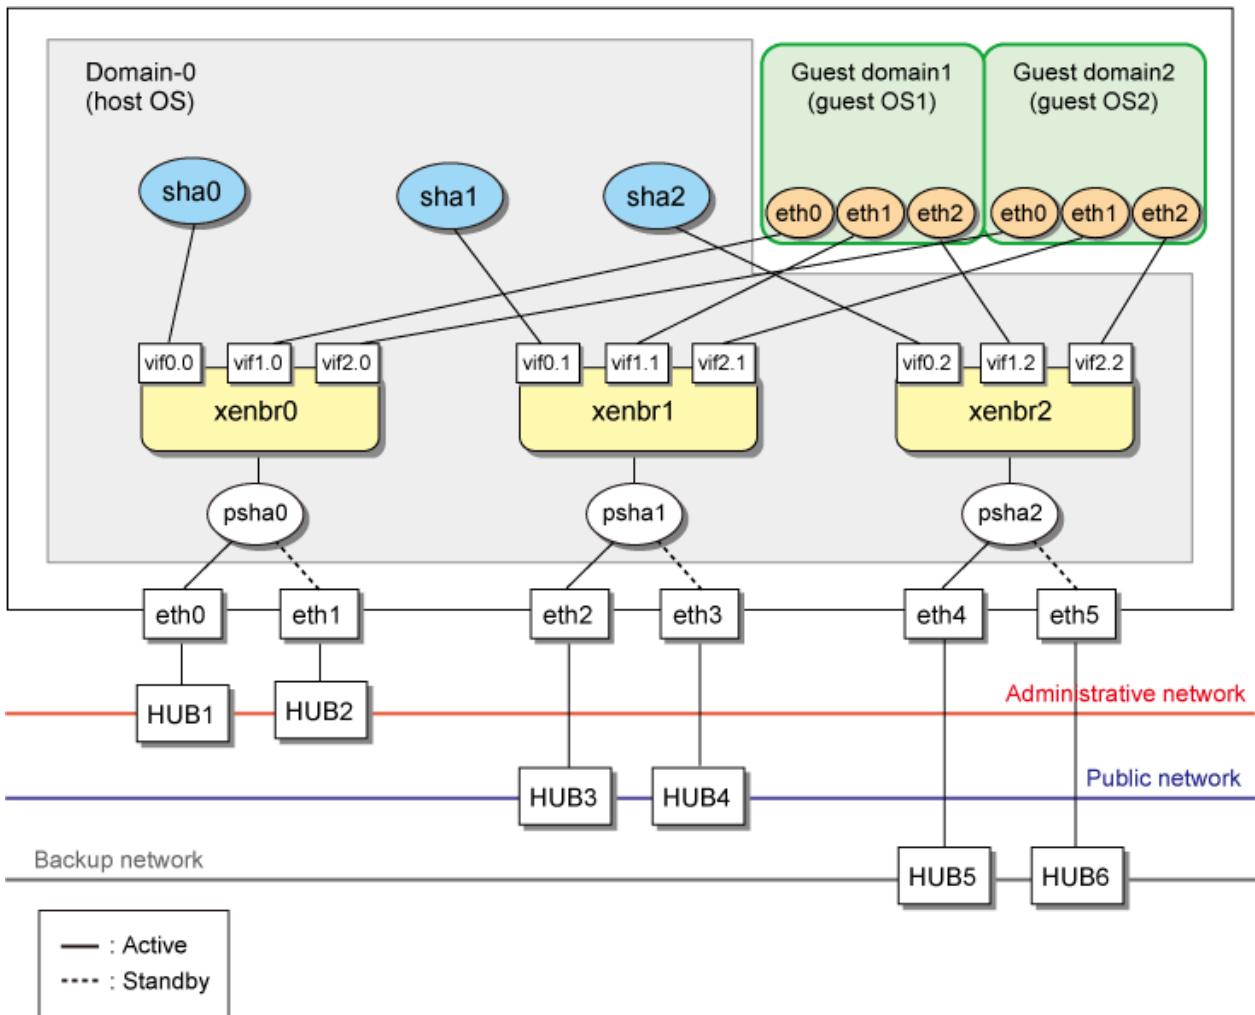 Domain-0
(host OS)
Guest domain1
(guest OS1)
Guest domain2
(guest OS2)
sha0
sha1
sha2
eth0
eth1
eth2
eth0
eth1
eth2
vif0.0
vif1.0
vif2.0
vif0.1
vif1.1
vif2.1
vif0.2
vif1.2
vif2.2
xenbr0
xenbr1
xenbr2
psha0
psha1
psha2
eth0
eth1
eth2
eth3
eth4
eth5
HUB1
HUB2
Administrative network
HUB3
HUB4
Public network
Backup network
HUB5
HUB6
: Active
: Standby